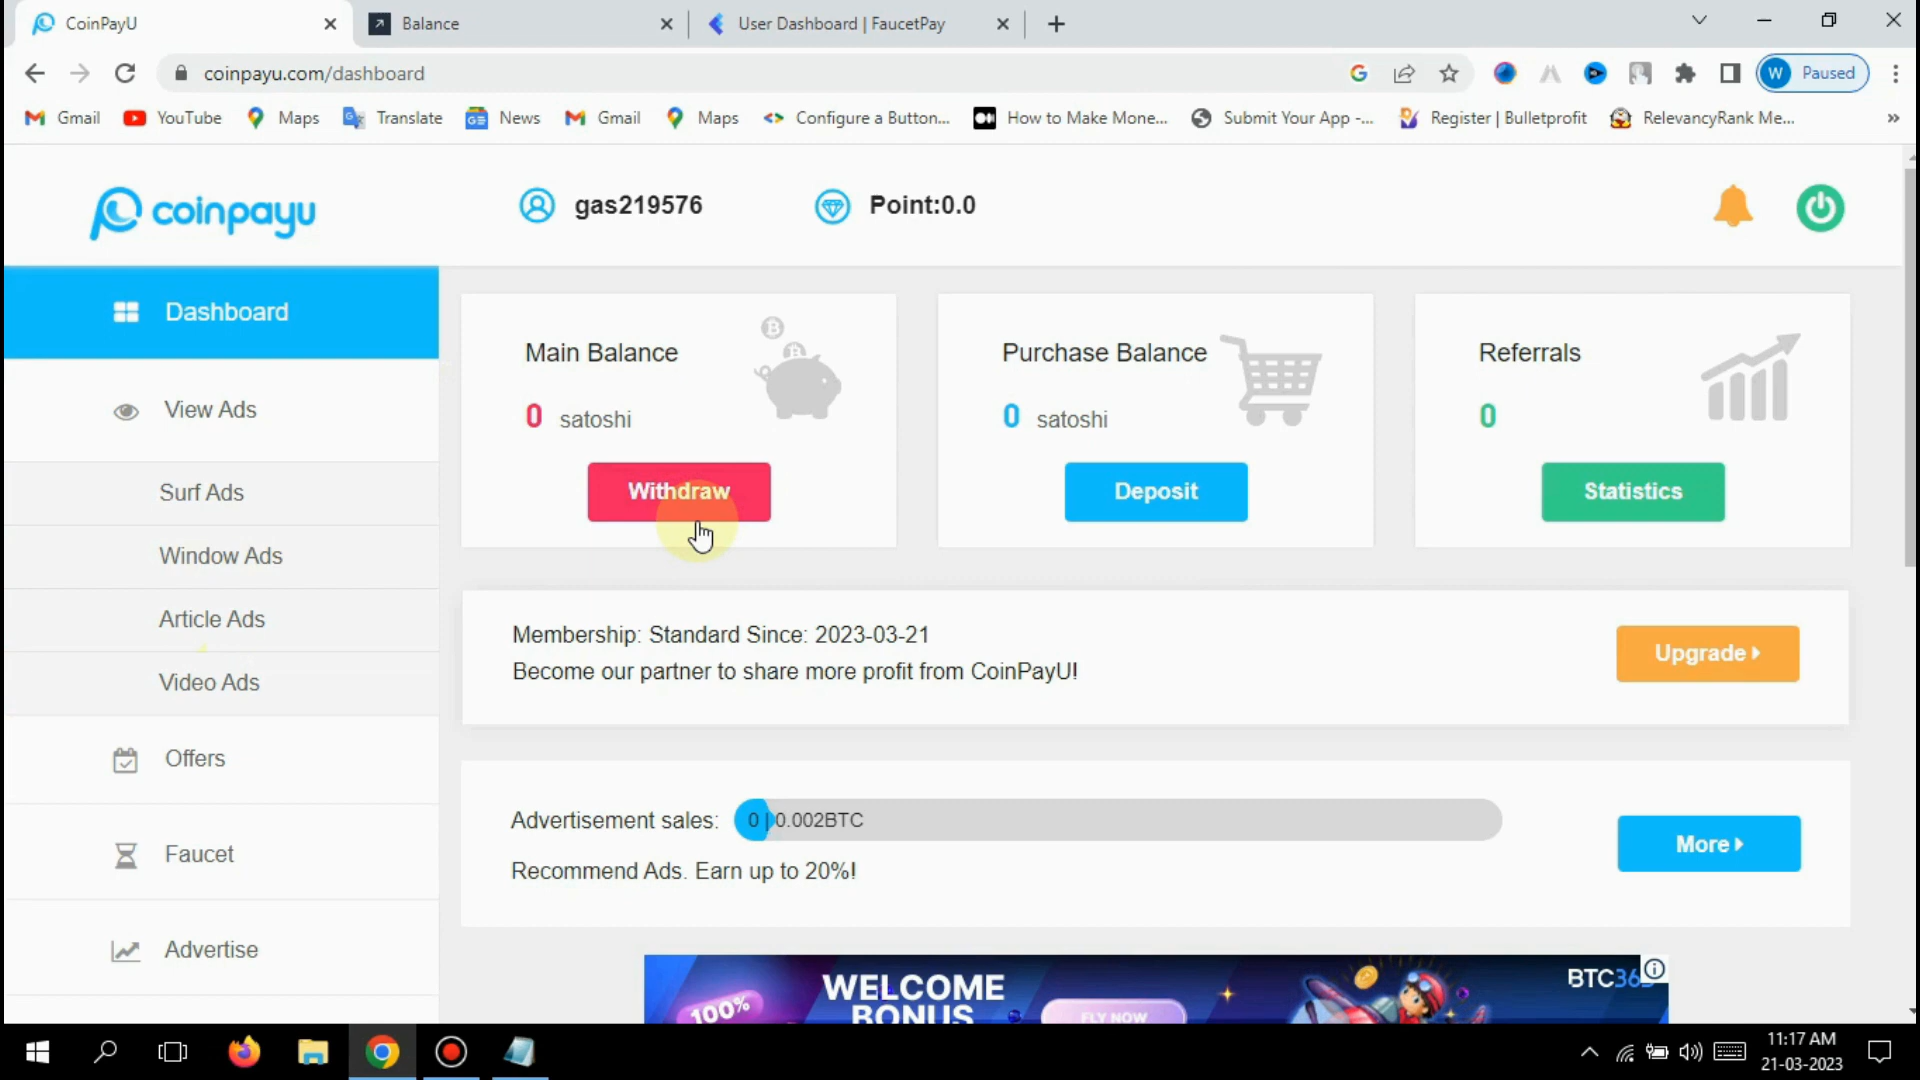 CoinPayU
Balance
User Dashboard | FaucetPay
coinpayu.com/dashboard
W Paused
Gmail
YouTube
Maps
Translate
News
Gmail
Maps
Configure a Button...
How to Make Mone...
Submit Your App -...
Register | Bulletprofit
RelevancyRank Me...
»
coinpayu
gas219576
Point:0.0
Dashboard
View Ads
Surf Ads
Window Ads
Article Ads
Video Ads
Offers
Faucet
Advertise
Main Balance
0 satoshi
Withdraw
Purchase Balance
0 satoshi
Deposit
Referrals
0
Statistics
Membership: Standard Since: 2023-03-21
Become our partner to share more profit from CoinPayU!
Upgrade
Advertisement sales: 0 | 0.002BTC
Recommend Ads. Earn up to 20%!
More
100%
WELCOME
BONUS
FLY NOW
11:17 AM
21-03-2023